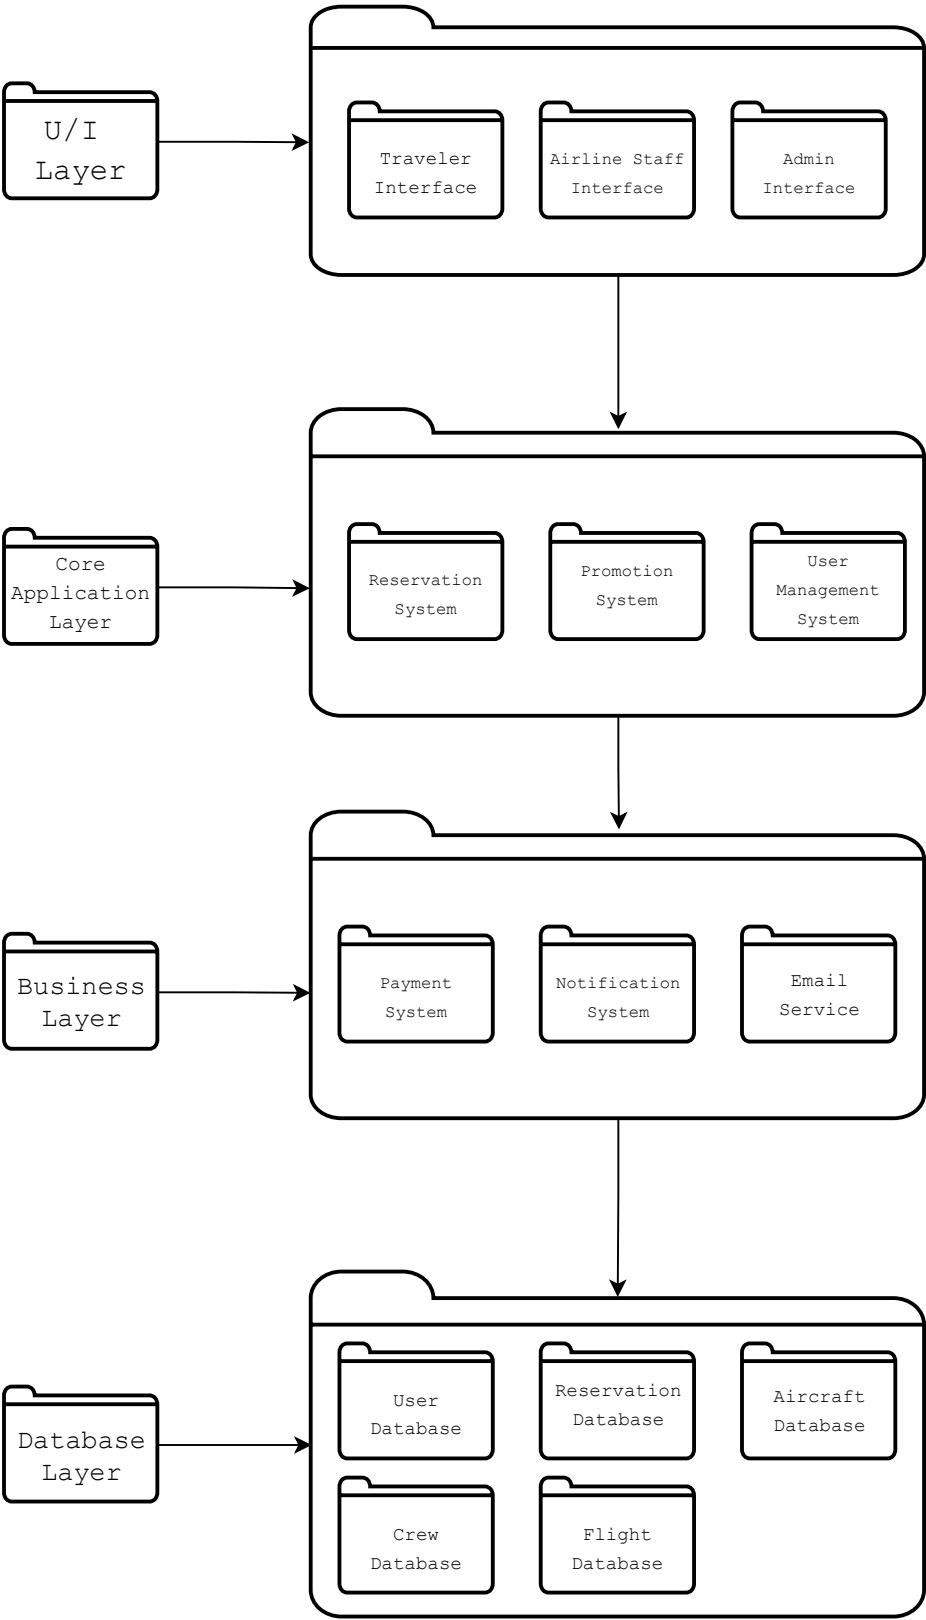 U/I
Layer
Traveler
Interface
Airline Staff
Interface
Admin
Interface
Core
Application
Layer
Reservation
System
Promotion
System
User
Management
System
Business
Layer
Payment
System
Notification
System
Email
Service
Database
Layer
User
Database
Reservation
Database
Aircraft
Database
Crew
Database
Flight
Database